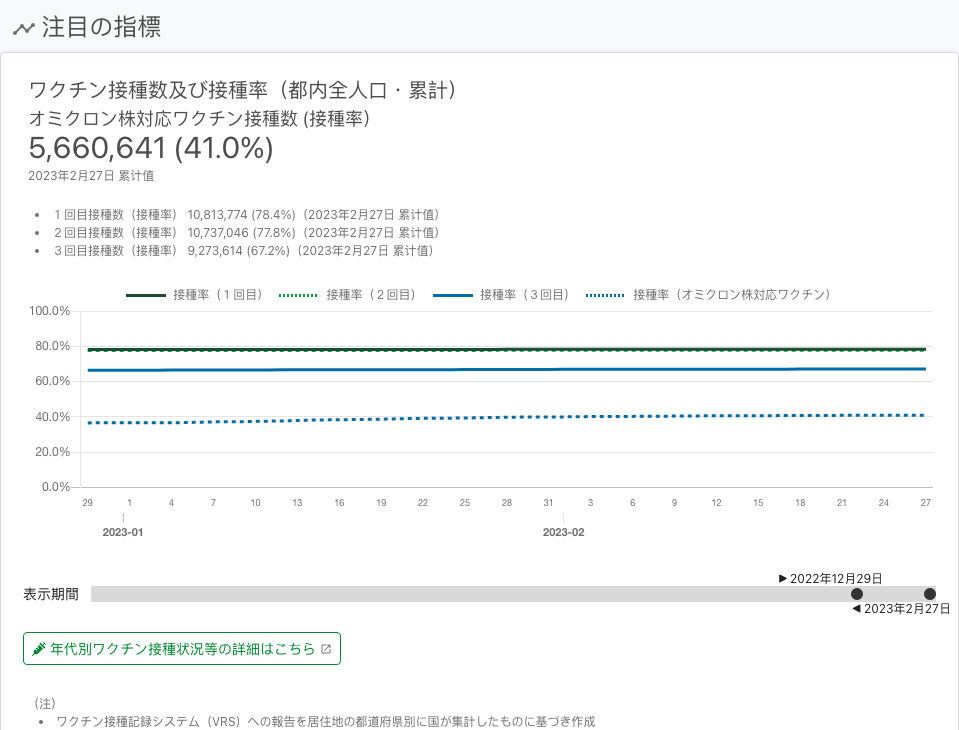 注目の指標
ワクチン接種数及び接種率（都内全人口・累計）
オミクロン株対応ワクチン接種数 (接種率)
5,660,641 (41.0%)
2023年2月27日 累计值
• 1回目接種数（接種率） 10,813,774 (78.4%)（2023年2月27日 累计值）
• 2回目接種数（接種率） 10,737,046 (77.8%)（2023年2月27日 累计值）
• 3回目接種数（接種率） 9,273,614 (67.2%)（2023年2月27日 累计值）
接種率（1回目） 接種率（2回目） 接種率（3回目） 接種率（オミクロン株対応ワクチン）
100.0%
80.0%
60.0%
40.0%
20.0%
0.0%
29 1 4 7 10 13 16 19 22 25 28 31 3 6 9 12 15 18 21 24 27
2023-01 2023-02
▶ 2022年12月29日
表示期間
◀ 2023年2月27日
年代別ワクチン接種状況等の詳細はこちら
（注）
• ワクチン接種記録システム（VRS）への報告を居住地の都道府県別に国が集計したものに基づき作成